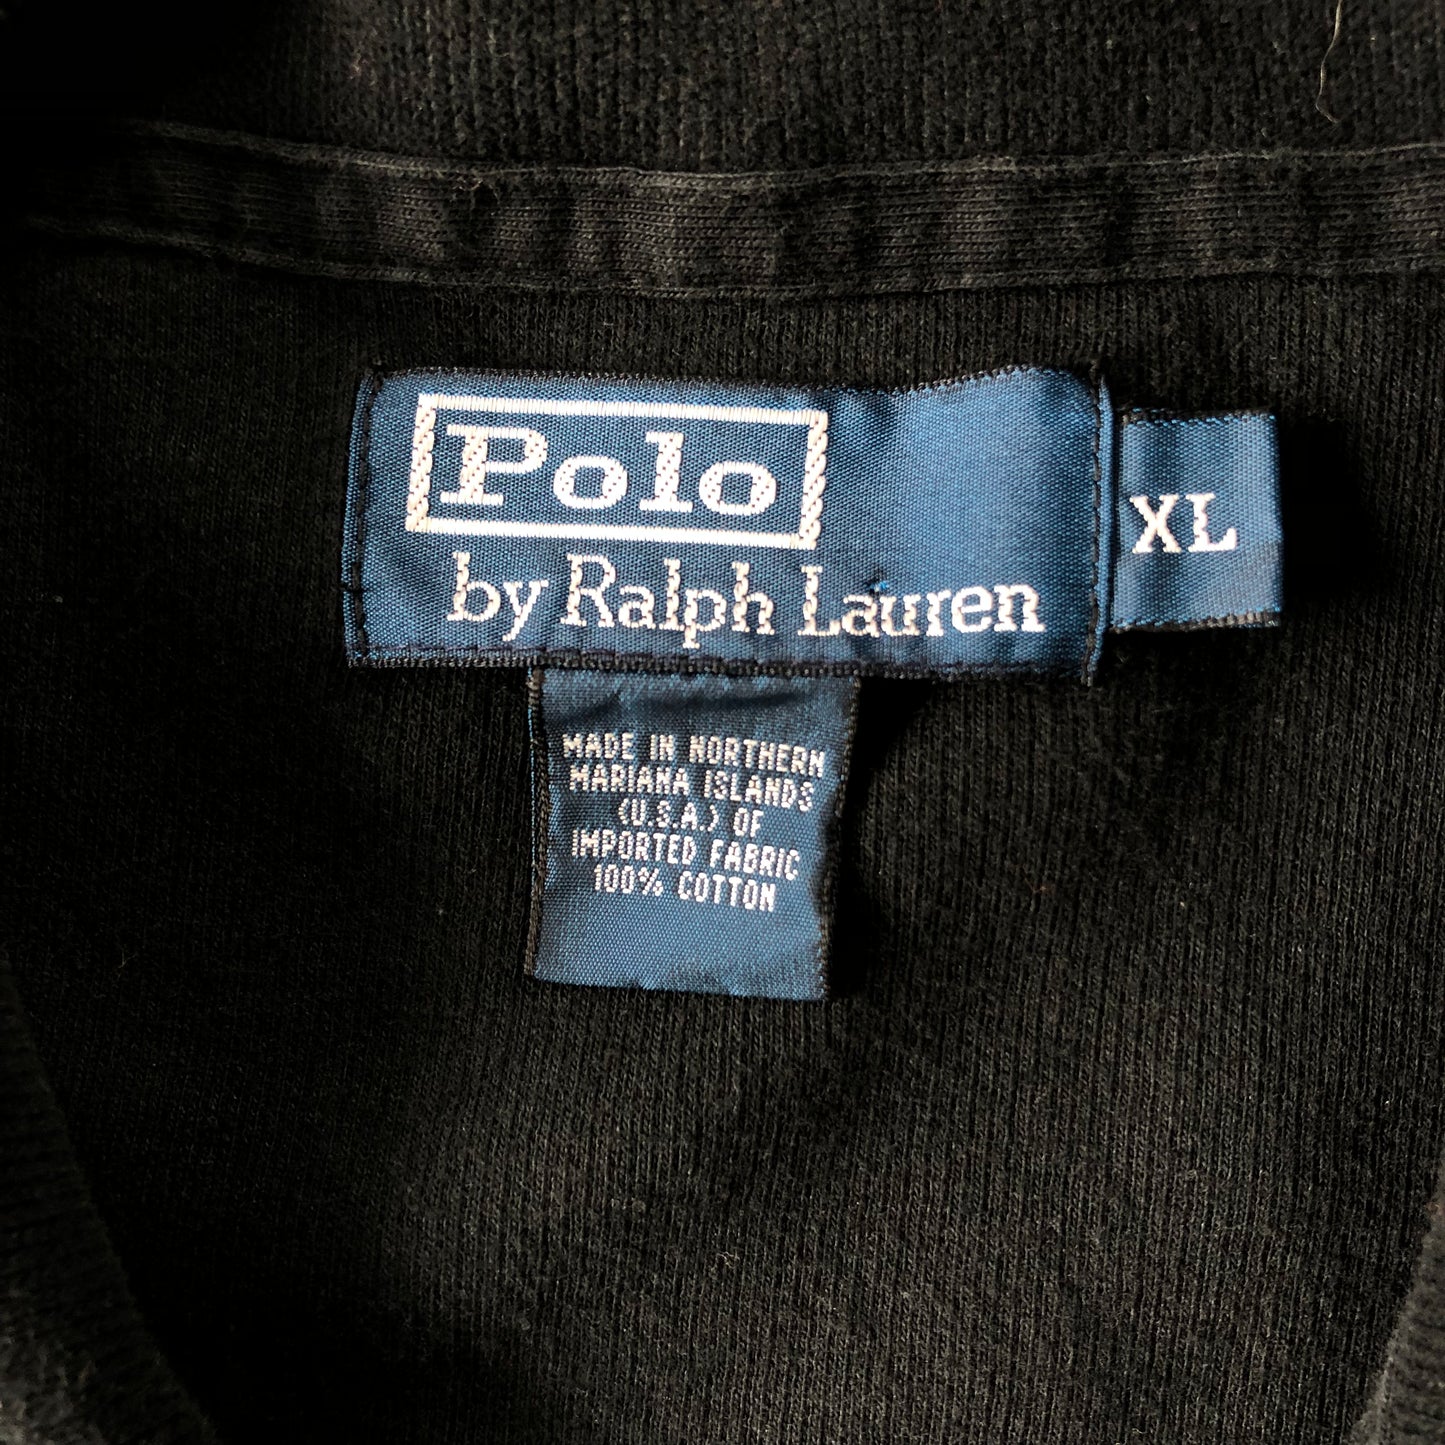 Polo
by Ralph Lauren
XL
MADE IN NORTHERN
MARIANA ISLANDS
(U.S.A.) OF
IMPORTED FABRIC
100% COTTON